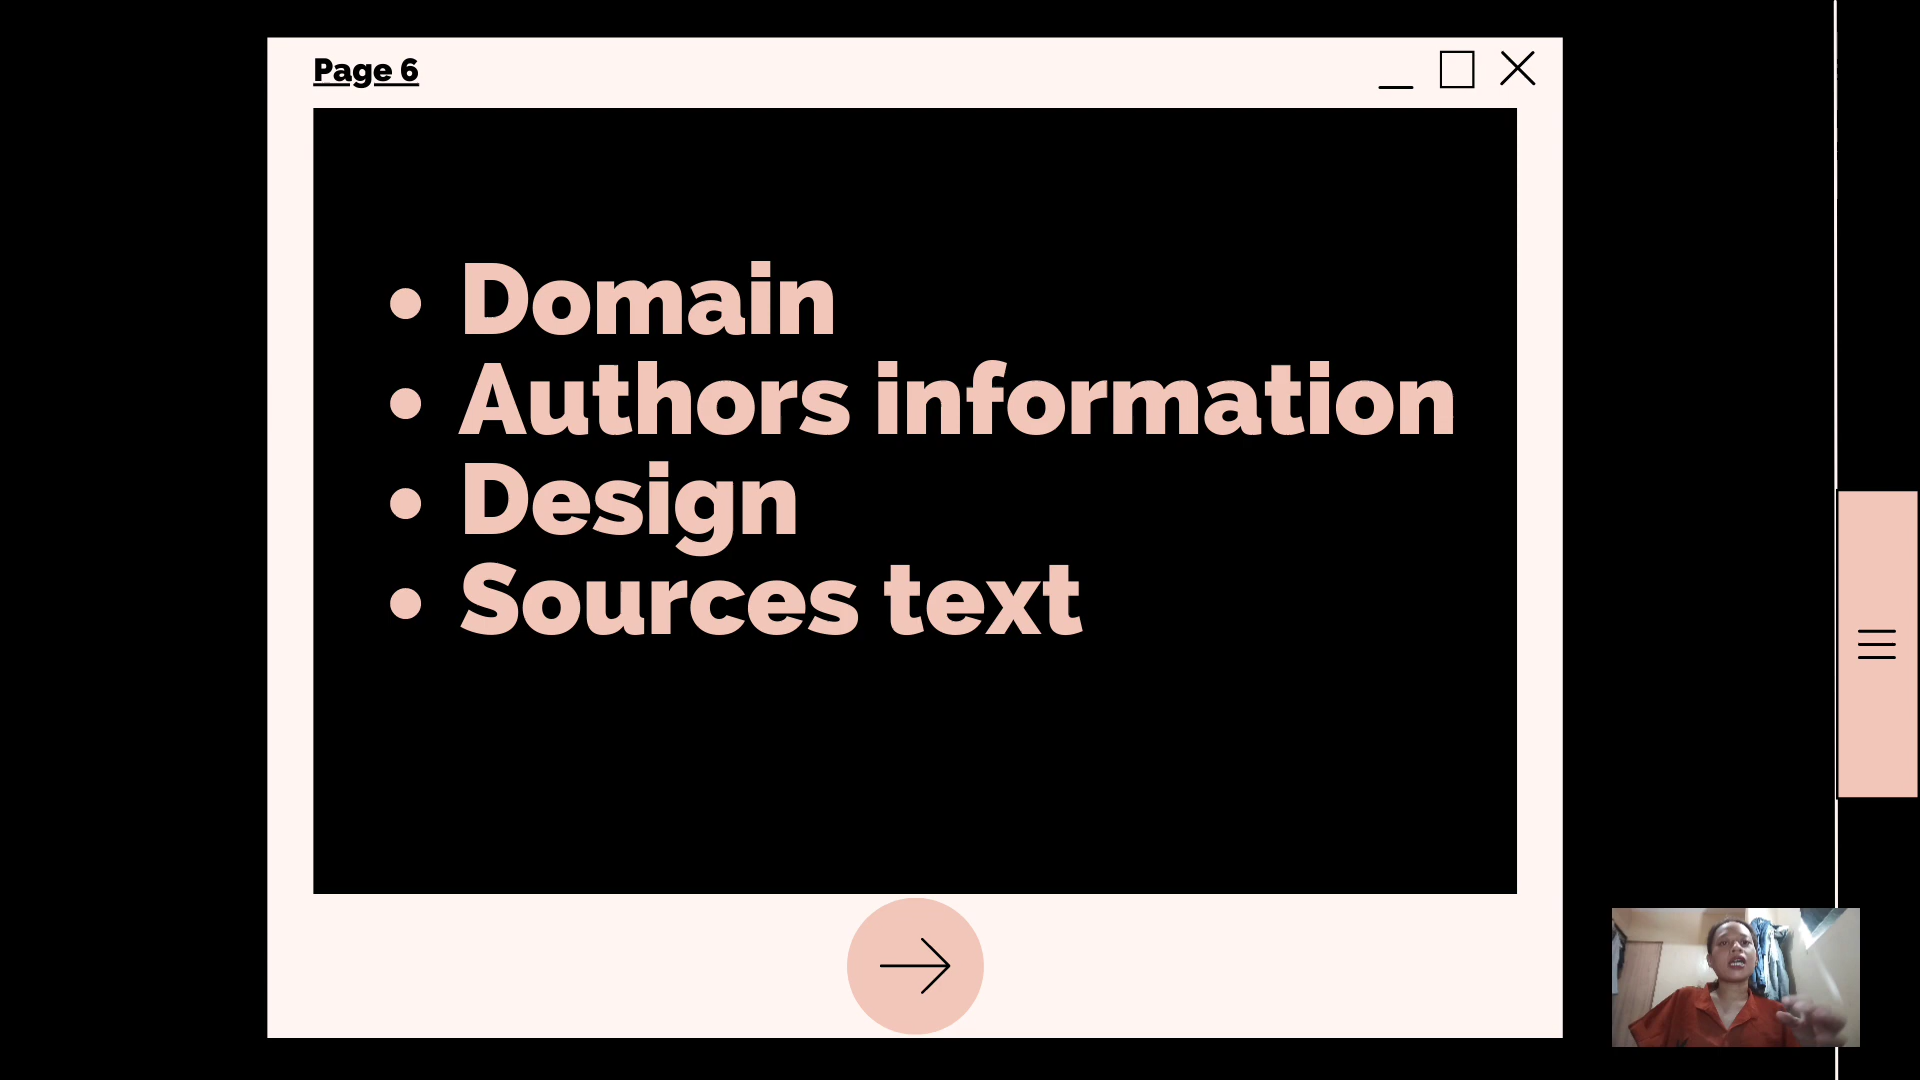 Page 6
• Domain
• Authors information
• Design
• Sources text